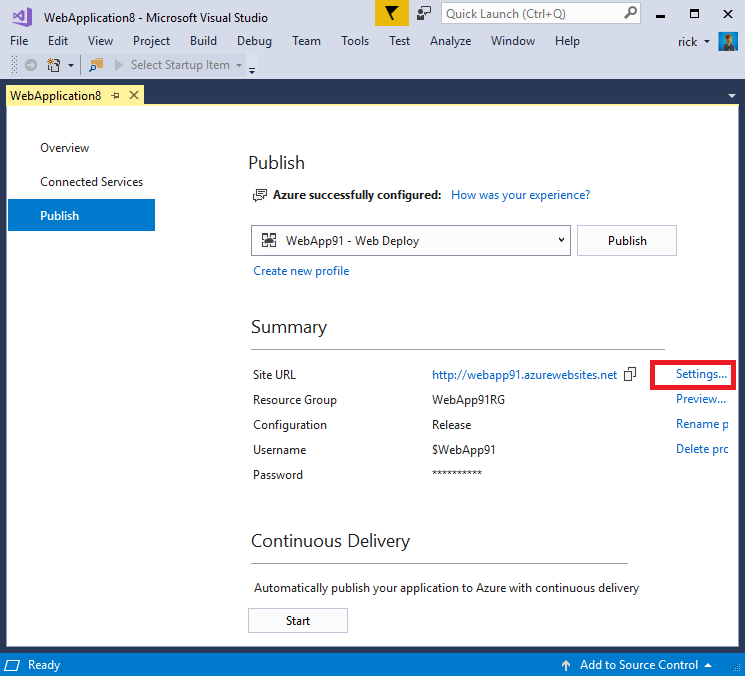 WebApplication8 - Microsoft Visual Studio
Quick Launch (Ctrl+Q)
File Edit View Project Build Debug Team Tools Test Analyze Window Help rick
Select Startup Item
WebApplication8
Overview
Connected Services
Publish
Publish
Azure successfully configured: How was your experience?
WebApp91 - Web Deploy
Publish
Create new profile
Summary
Site URL http://webapp91.azurewebsites.net Settings...
Resource Group WebApp91RG Preview...
Configuration Release Rename p
Username $WebApp91 Delete pro
Password **********
Continuous Delivery
Automatically publish your application to Azure with continuous delivery
Start
Ready Add to Source Control